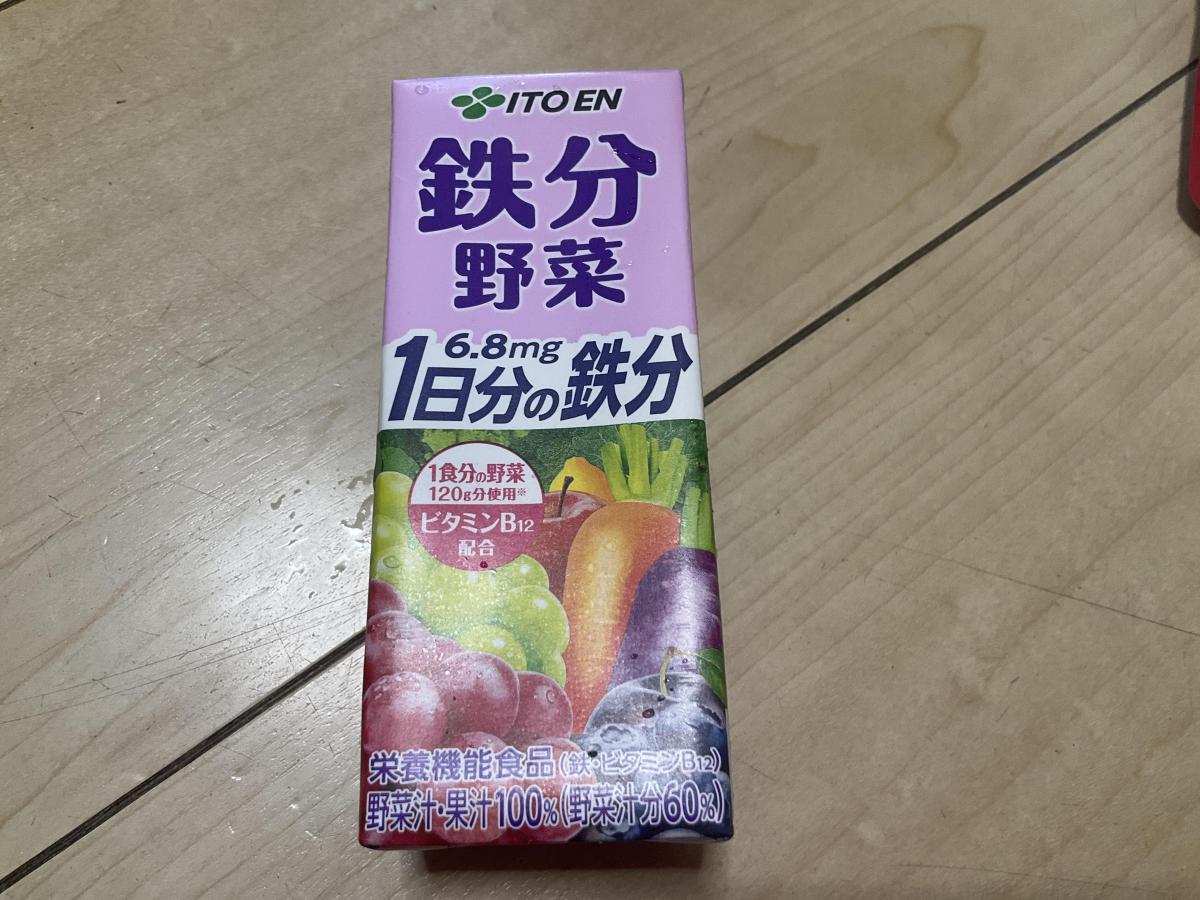 ITO EN
鉄分
野菜
6.8mg
1日分の鉄分
1食分の野菜
120g分使用※
ビタミンB12
配合
栄養機能食品(鉄・ビタミンB12)
野菜汁・果汁100%(野菜汁分60%)